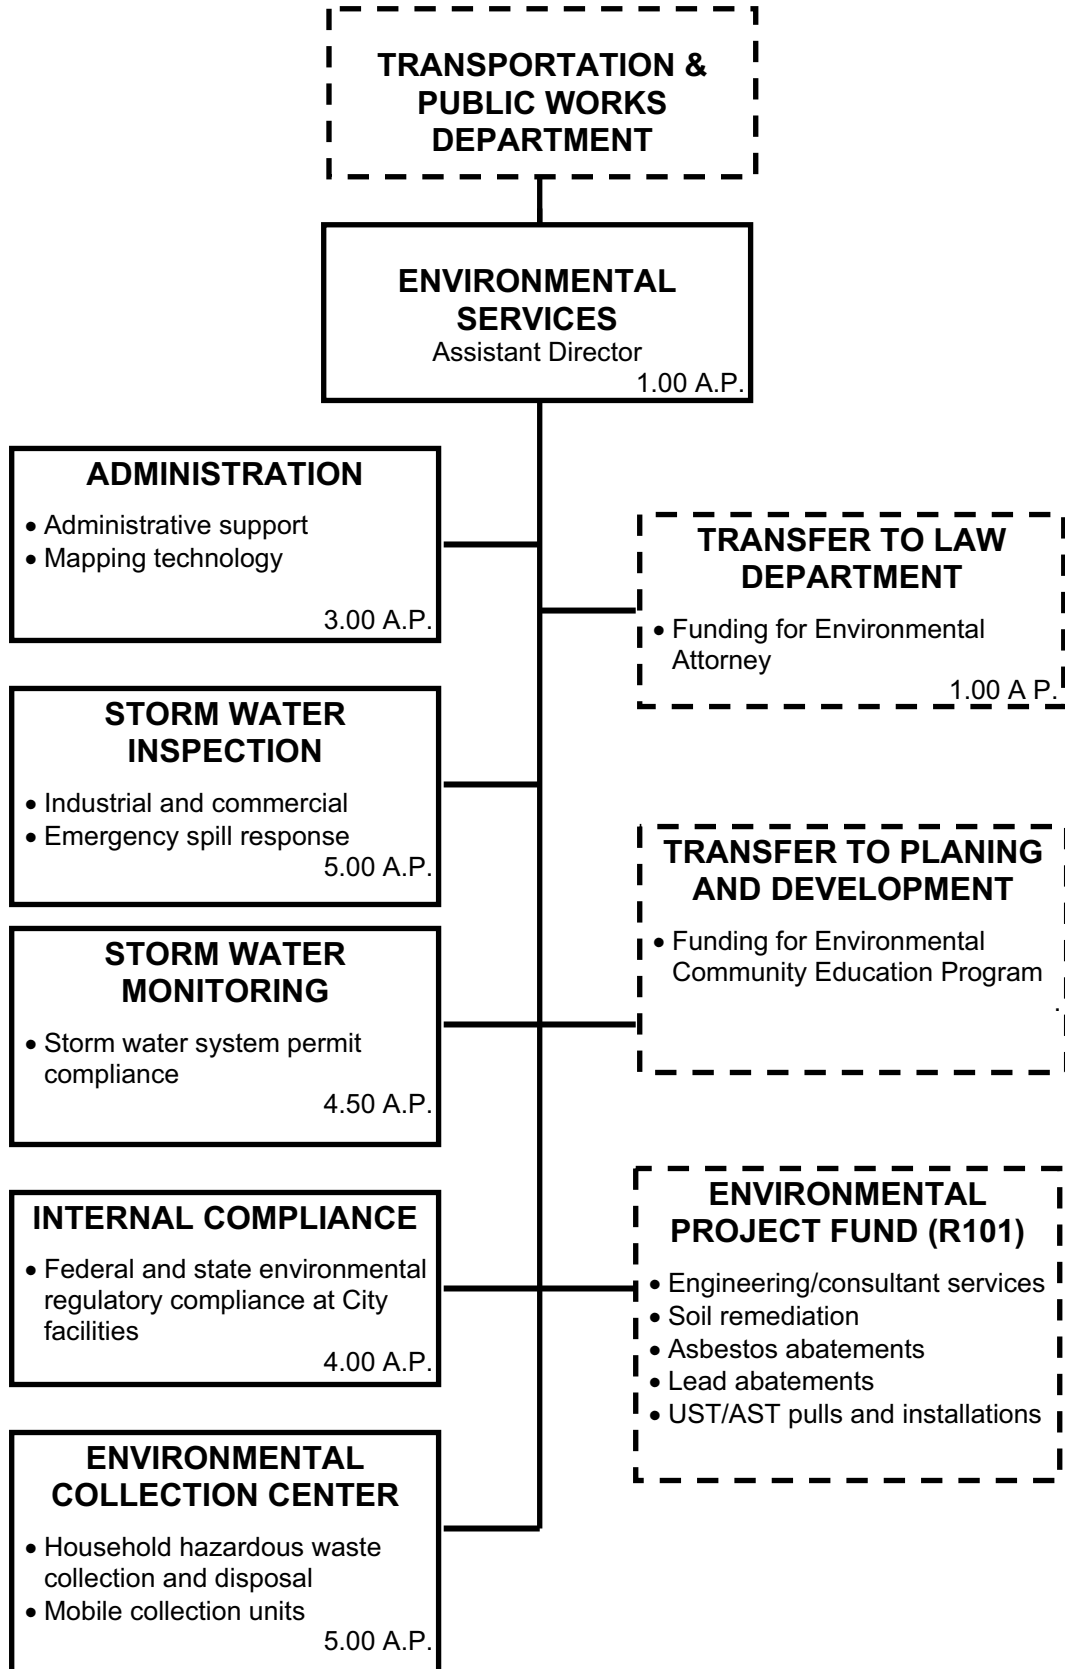 TRANSPORTATION &
PUBLIC WORKS
DEPARTMENT
ENVIRONMENTAL
SERVICES
Assistant Director
1.00 A.P.
ADMINISTRATION
• Administrative support
• Mapping technology
3.00 A.P.
TRANSFER TO LAW
DEPARTMENT
• Funding for Environmental
Attorney
1.00 A P.
STORM WATER
INSPECTION
• Industrial and commercial
• Emergency spill response
5.00 A.P.
TRANSFER TO PLANING
AND DEVELOPMENT
• Funding for Environmental
Community Education Program
.
STORM WATER
MONITORING
• Storm water system permit
compliance
4.50 A.P.
INTERNAL COMPLIANCE
• Federal and state environmental
regulatory compliance at City
facilities
4.00 A.P.
ENVIRONMENTAL
PROJECT FUND (R101)
• Engineering/consultant services
• Soil remediation
• Asbestos abatements
• Lead abatements
• UST/AST pulls and installations
ENVIRONMENTAL
COLLECTION CENTER
• Household hazardous waste
collection and disposal
• Mobile collection units
5.00 A.P.